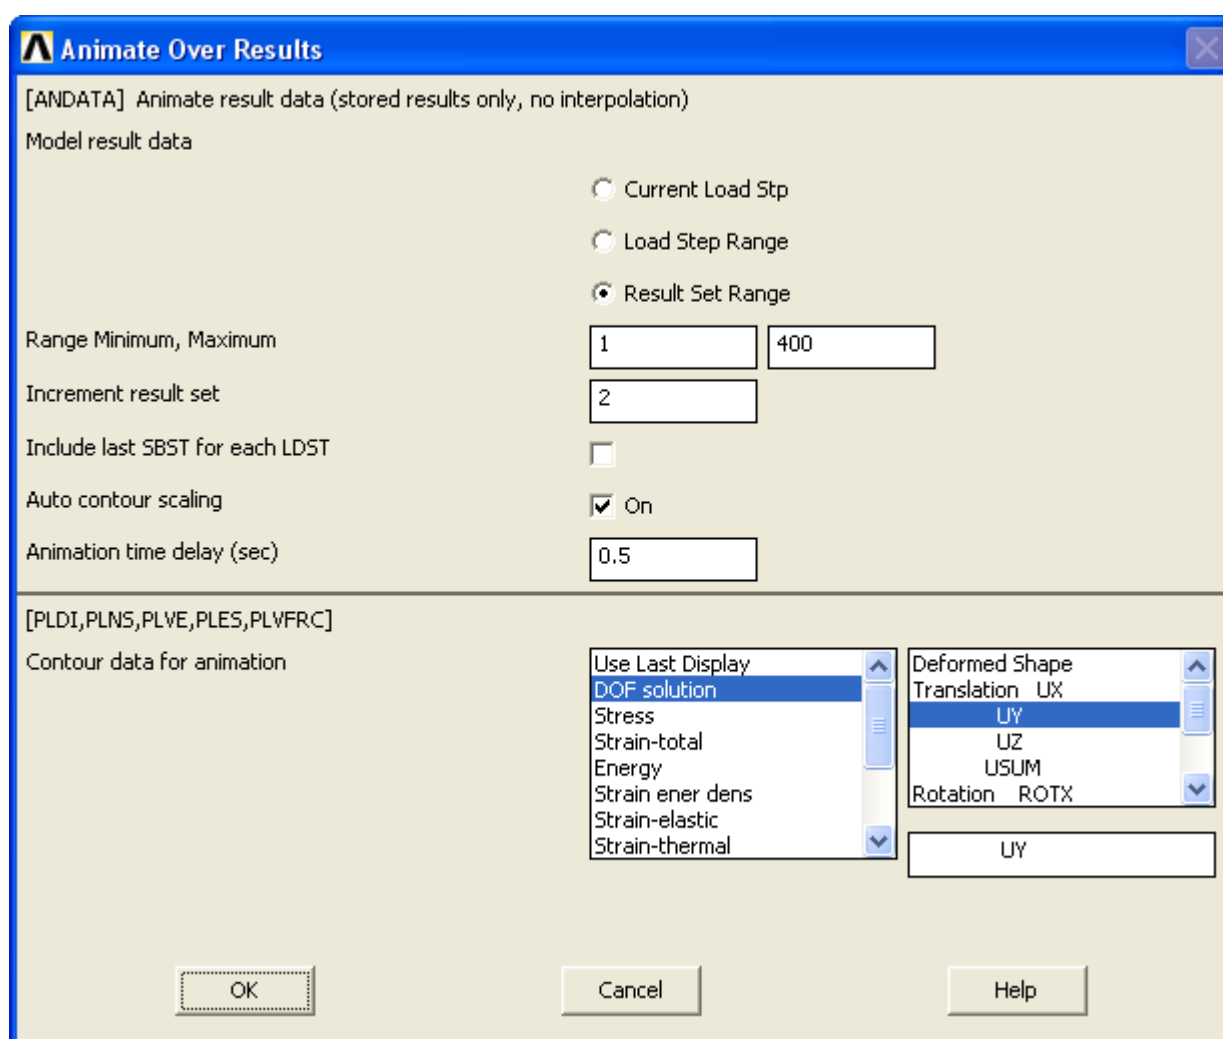 Animate Over Results
[ANDATA] Animate result data (stored results only, no interpolation)
Model result data
Current Load Stp
Load Step Range
Result Set Range
Range Minimum, Maximum 1 400
Increment result set 2
Include last SBST for each LDST
Auto contour scaling On
Animation time delay (sec) 0.5
[PLDI,PLNS,PLVE,PLES,PLVFRC]
Contour data for animation
Use Last Display
DOF solution
Stress
Strain-total
Energy
Strain ener dens
Strain-elastic
Strain-thermal
Deformed Shape
Translation UX
UY
UZ
USUM
Rotation ROTX
UY
OK Cancel Help